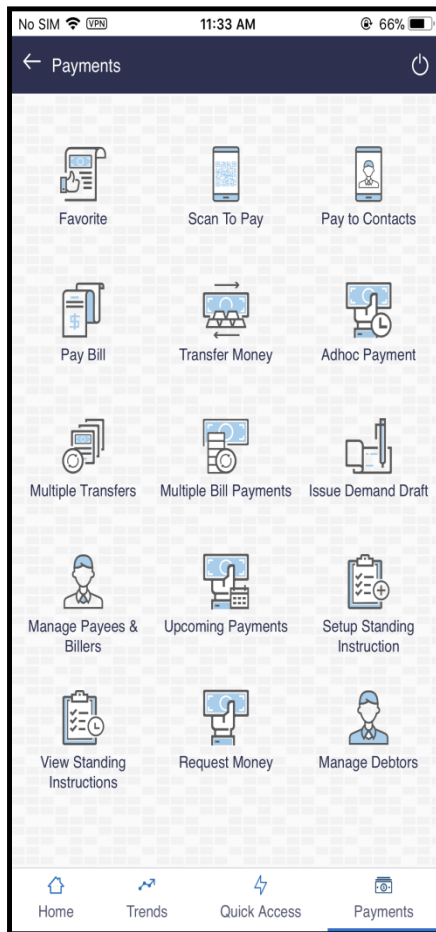 No SIM VPN 11:33 AM 66%
Payments
Favorite Scan To Pay Pay to Contacts
$
Pay Bill Transfer Money Adhoc Payment
Multiple Transfers Multiple Bill Payments Issue Demand Draft
Manage Payees & Upcoming Payments Setup Standing
Billers Instruction
View Standing Request Money Manage Debtors
Instructions
Home Trends Quick Access Payments